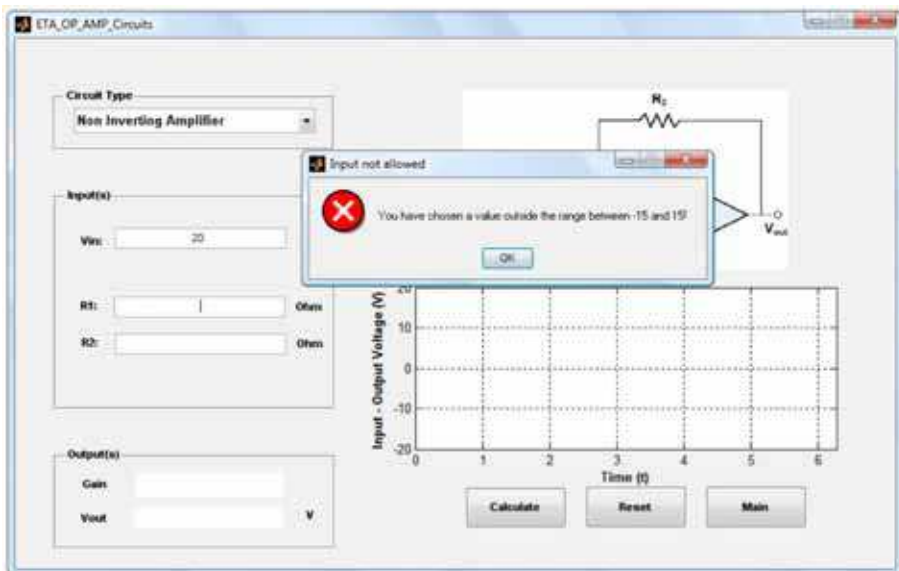 ETA_OP_AMP_Circuits
Circuit Type
Non Inverting Amplifier
Input(s)
Vin:
20
R1:
Ohm
R2:
Ohm
Output(s)
Gain
Vout
V
R2
Vout
Input not allowed
You have chosen a value outside the range between -15 and 15!
OK
Input - Output Voltage (V)
20
10
0
-10
-20
0 1 2 3 4 5 6
Time (t)
Calculate
Reset
Main